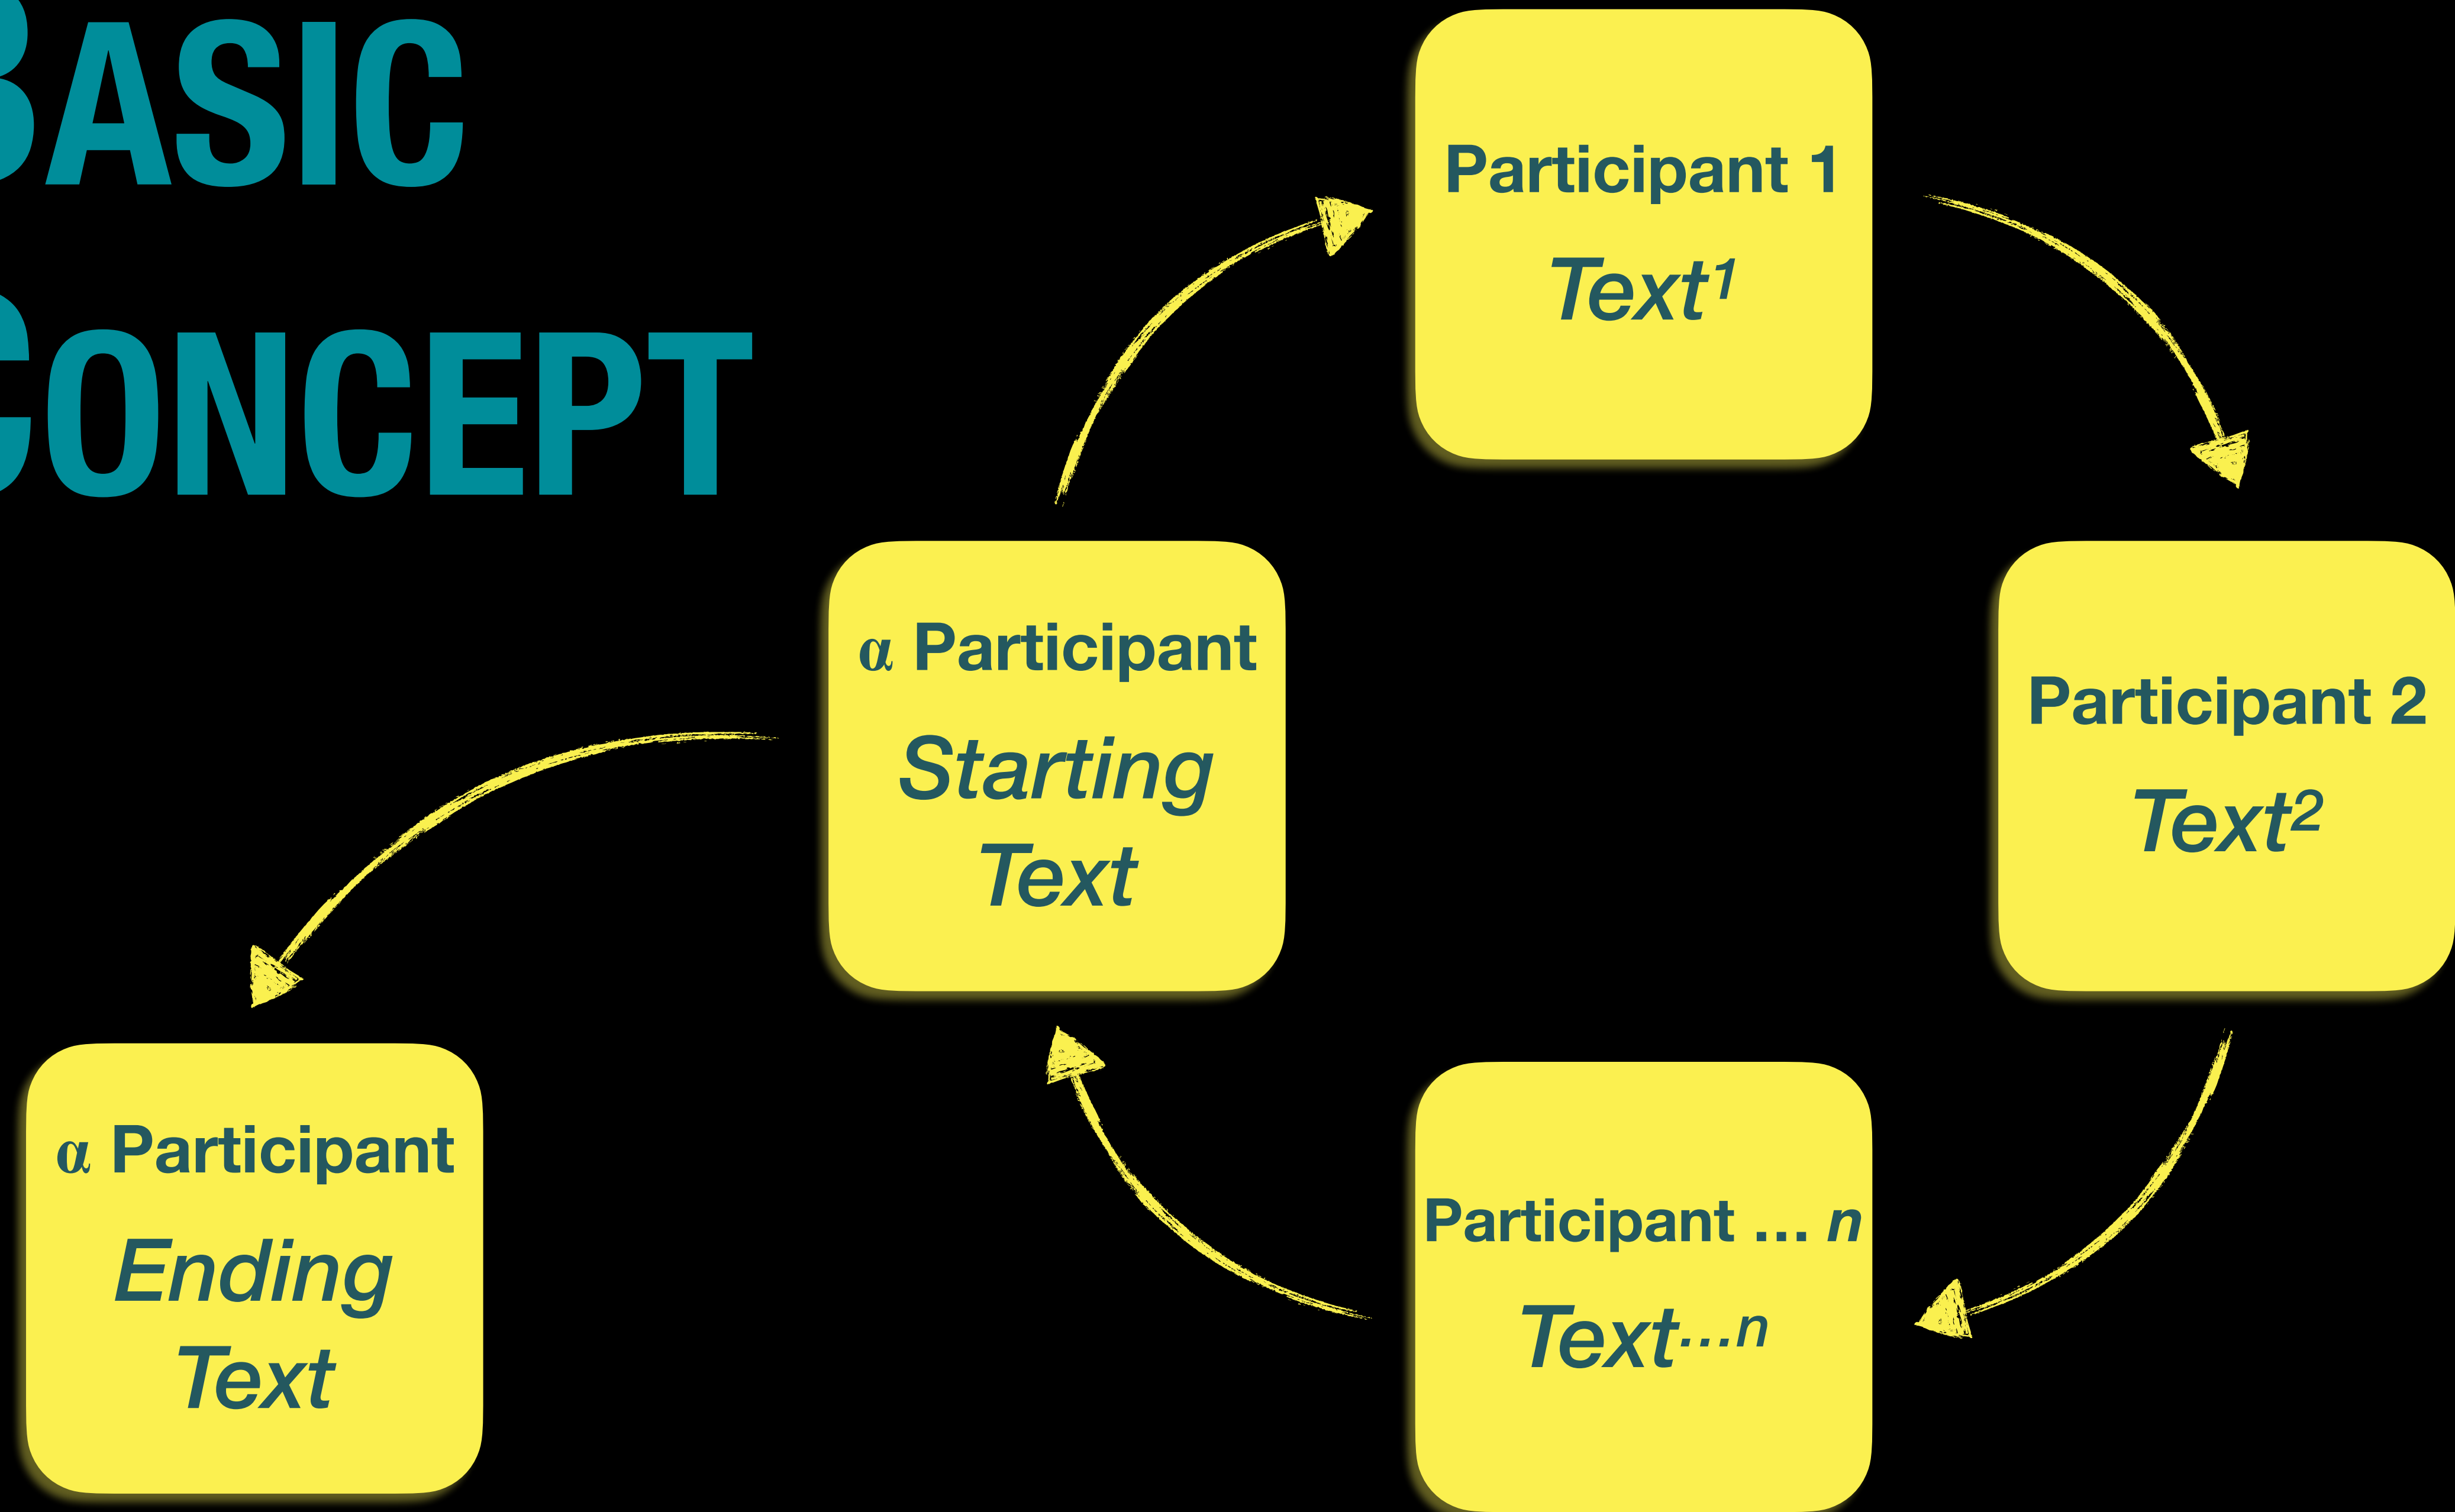 BASIC
CONCEPT
Participant 1
Text¹
α Participant
Starting
Text
Participant 2
Text²
α Participant
Ending
Text
Participant ... n
Text…ⁿ